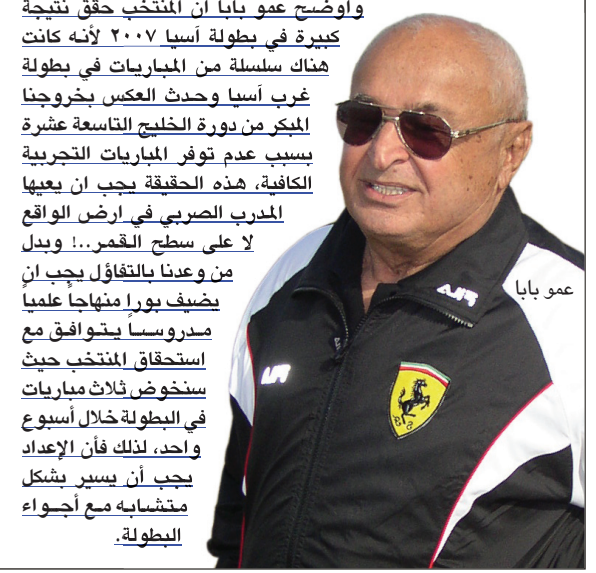 وأوضح عمو بابا ان المنتخب حقق نتيجة
كبيرة في بطولة آسيا ٢٠٠٧ لأنه كانت
هناك سلسلة من المباريات في بطولة
غرب آسيا وحدث العكس بخروجنا
المبكر من دورة الخليج التاسعة عشرة
بسبب عدم توفر المباريات التجريبية
الكافية، هذه الحقيقة يجب ان يعيها
المدرب الصربي في ارض الواقع
لا على سطح القمر..! وبدل
من وعدنا بالتفاؤل يجب ان
يضيف بورا منهاجاً علمياً
مدروساً يتوافق مع
استحقاق المنتخب حيث
سنخوض ثلاث مباريات
في البطولة خلال أسبوع
واحد، لذلك فأن الإعداد
يجب أن يسير بشكل
متشابه مع أجواء
البطولة.
عمو بابا
FILA
FILA